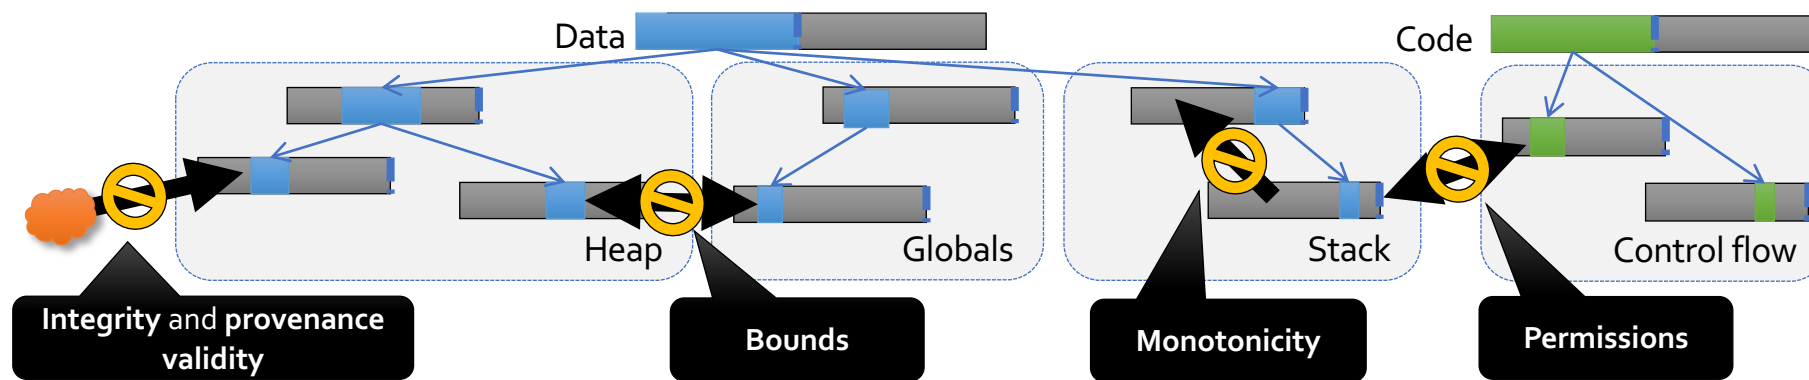 Data
Code
Heap
Globals
Stack
Control flow
Integrity and provenance
validity
Bounds
Monotonicity
Permissions